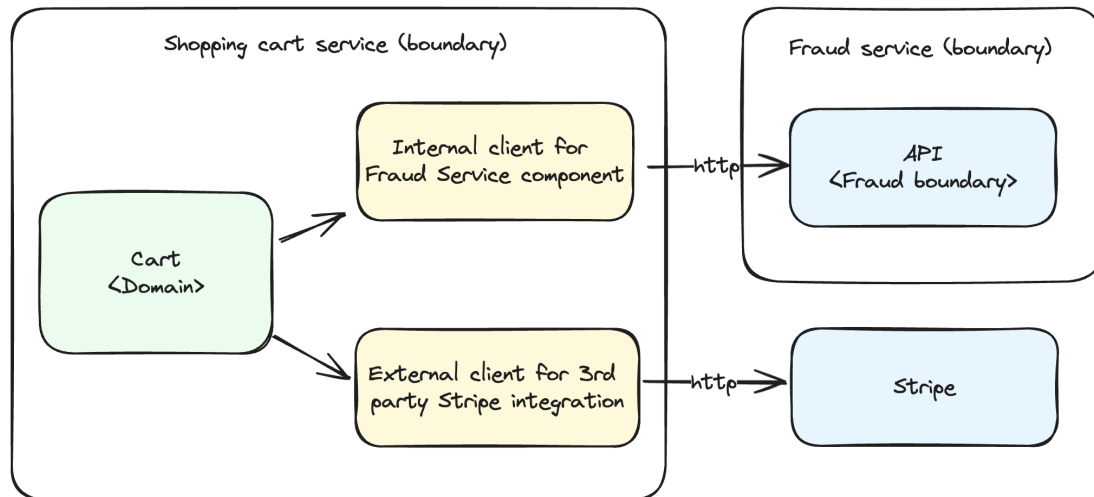 Shopping cart service (boundary)
Fraud service (boundary)
Internal client for
Fraud Service component
http
API
<Fraud boundary>
Cart
<Domain>
External client for 3rd
party Stripe integration
http
Stripe